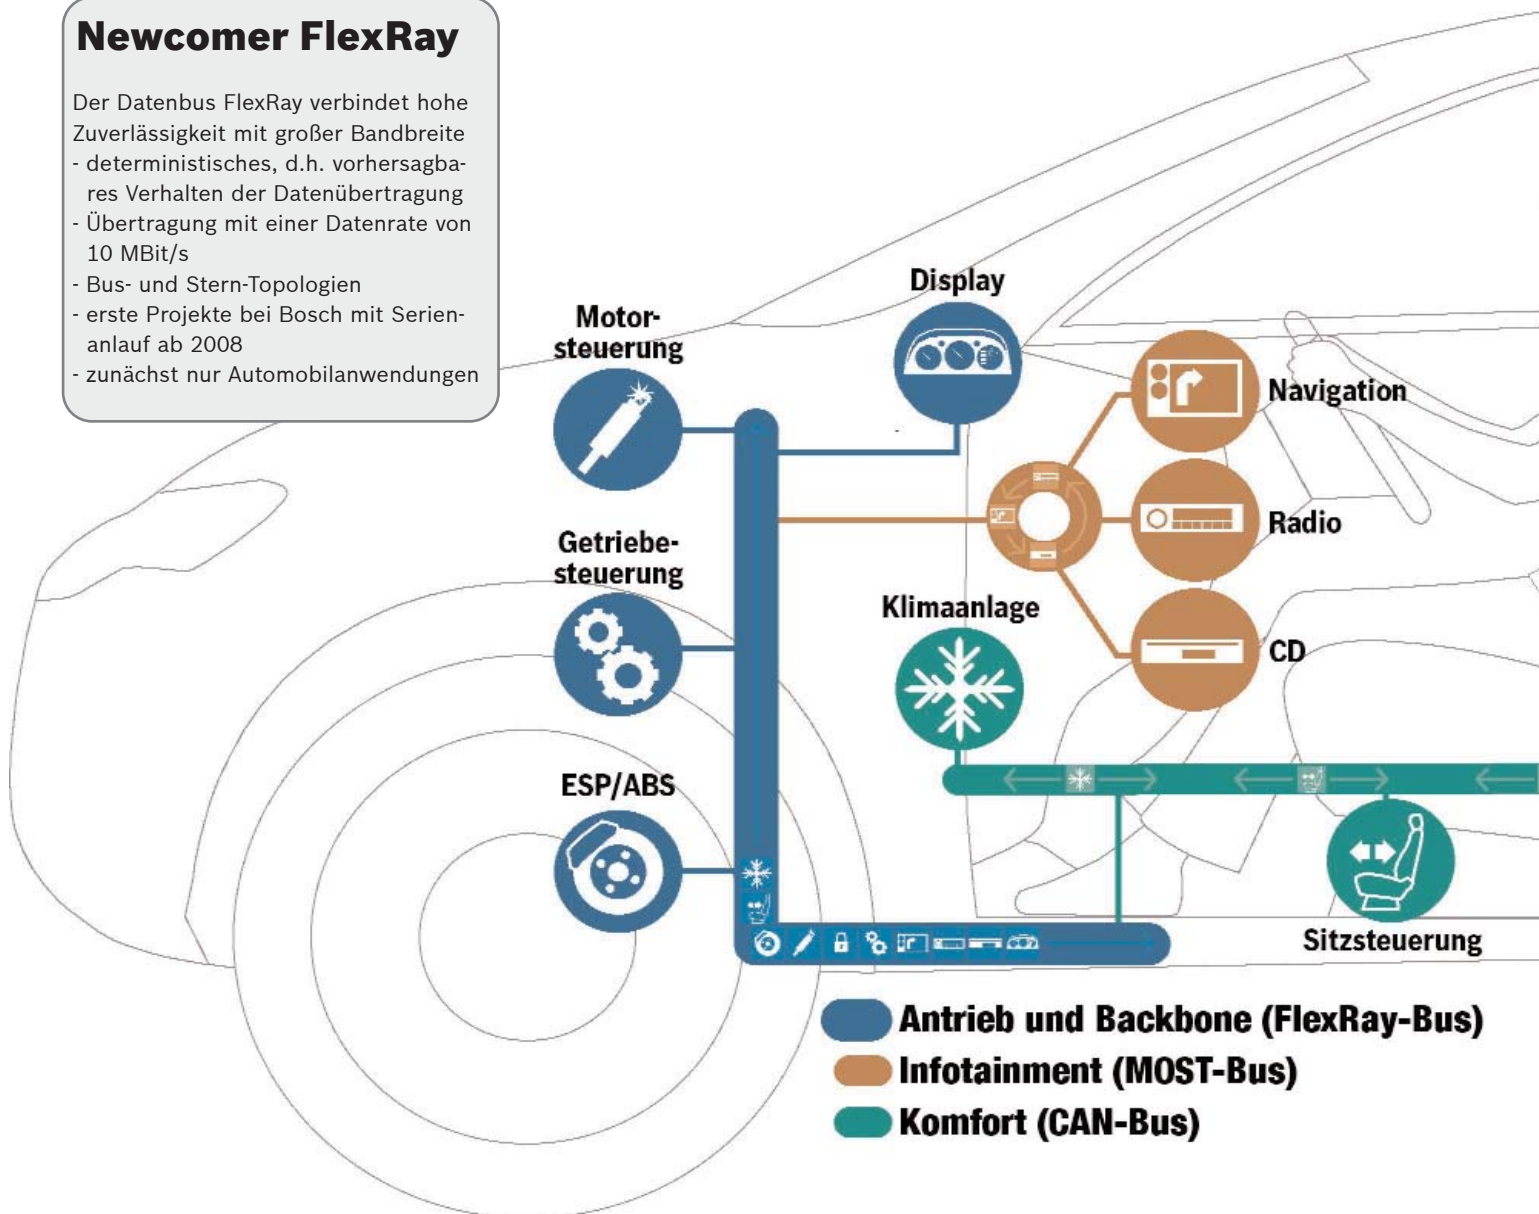 Newcomer FlexRay
Der Datenbus FlexRay verbindet hohe
Zuverlässigkeit mit großer Bandbreite
- deterministisches, d.h. vorhersagba-
res Verhalten der Datenübertragung
- Übertragung mit einer Datenrate von
10 MBit/s
- Bus- und Stern-Topologien
- erste Projekte bei Bosch mit Serien-
anlauf ab 2008
- zunächst nur Automobilanwendungen
Display
Motor-
steuerung
Navigation
Radio
Getriebe-
steuerung
Klimaanlage
CD
ESP/ABS
Sitzsteuerung
Antrieb und Backbone (FlexRay-Bus)
Infotainment (MOST-Bus)
Komfort (CAN-Bus)